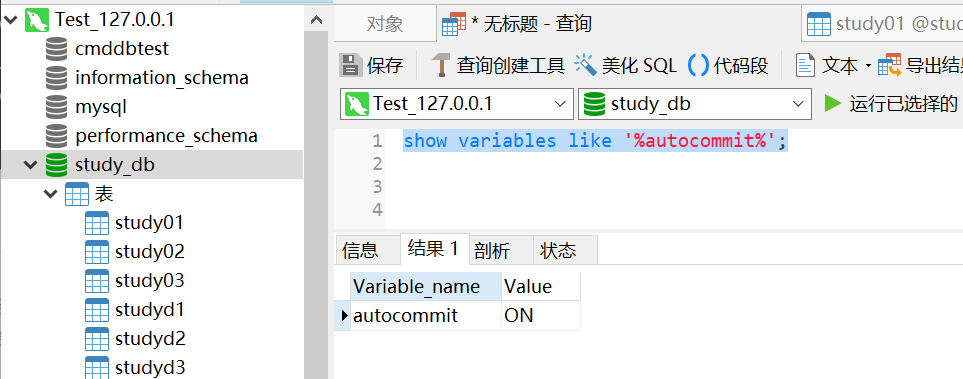 Test_127.0.0.1
cmddbtest
information_schema
mysql
performance_schema
study_db
表
study01
study02
study03
studyd1
studyd2
studyd3
对象
* 无标题 - 查询
study01 @stud
保存
查询创建工具
美化 SQL
() 代码段
文本
导出结果
Test_127.0.0.1
study_db
运行已选择的
1 show variables like '%autocommit%';
2
3
4
信息
结果 1
剖析
状态
Variable_name Value
autocommit ON